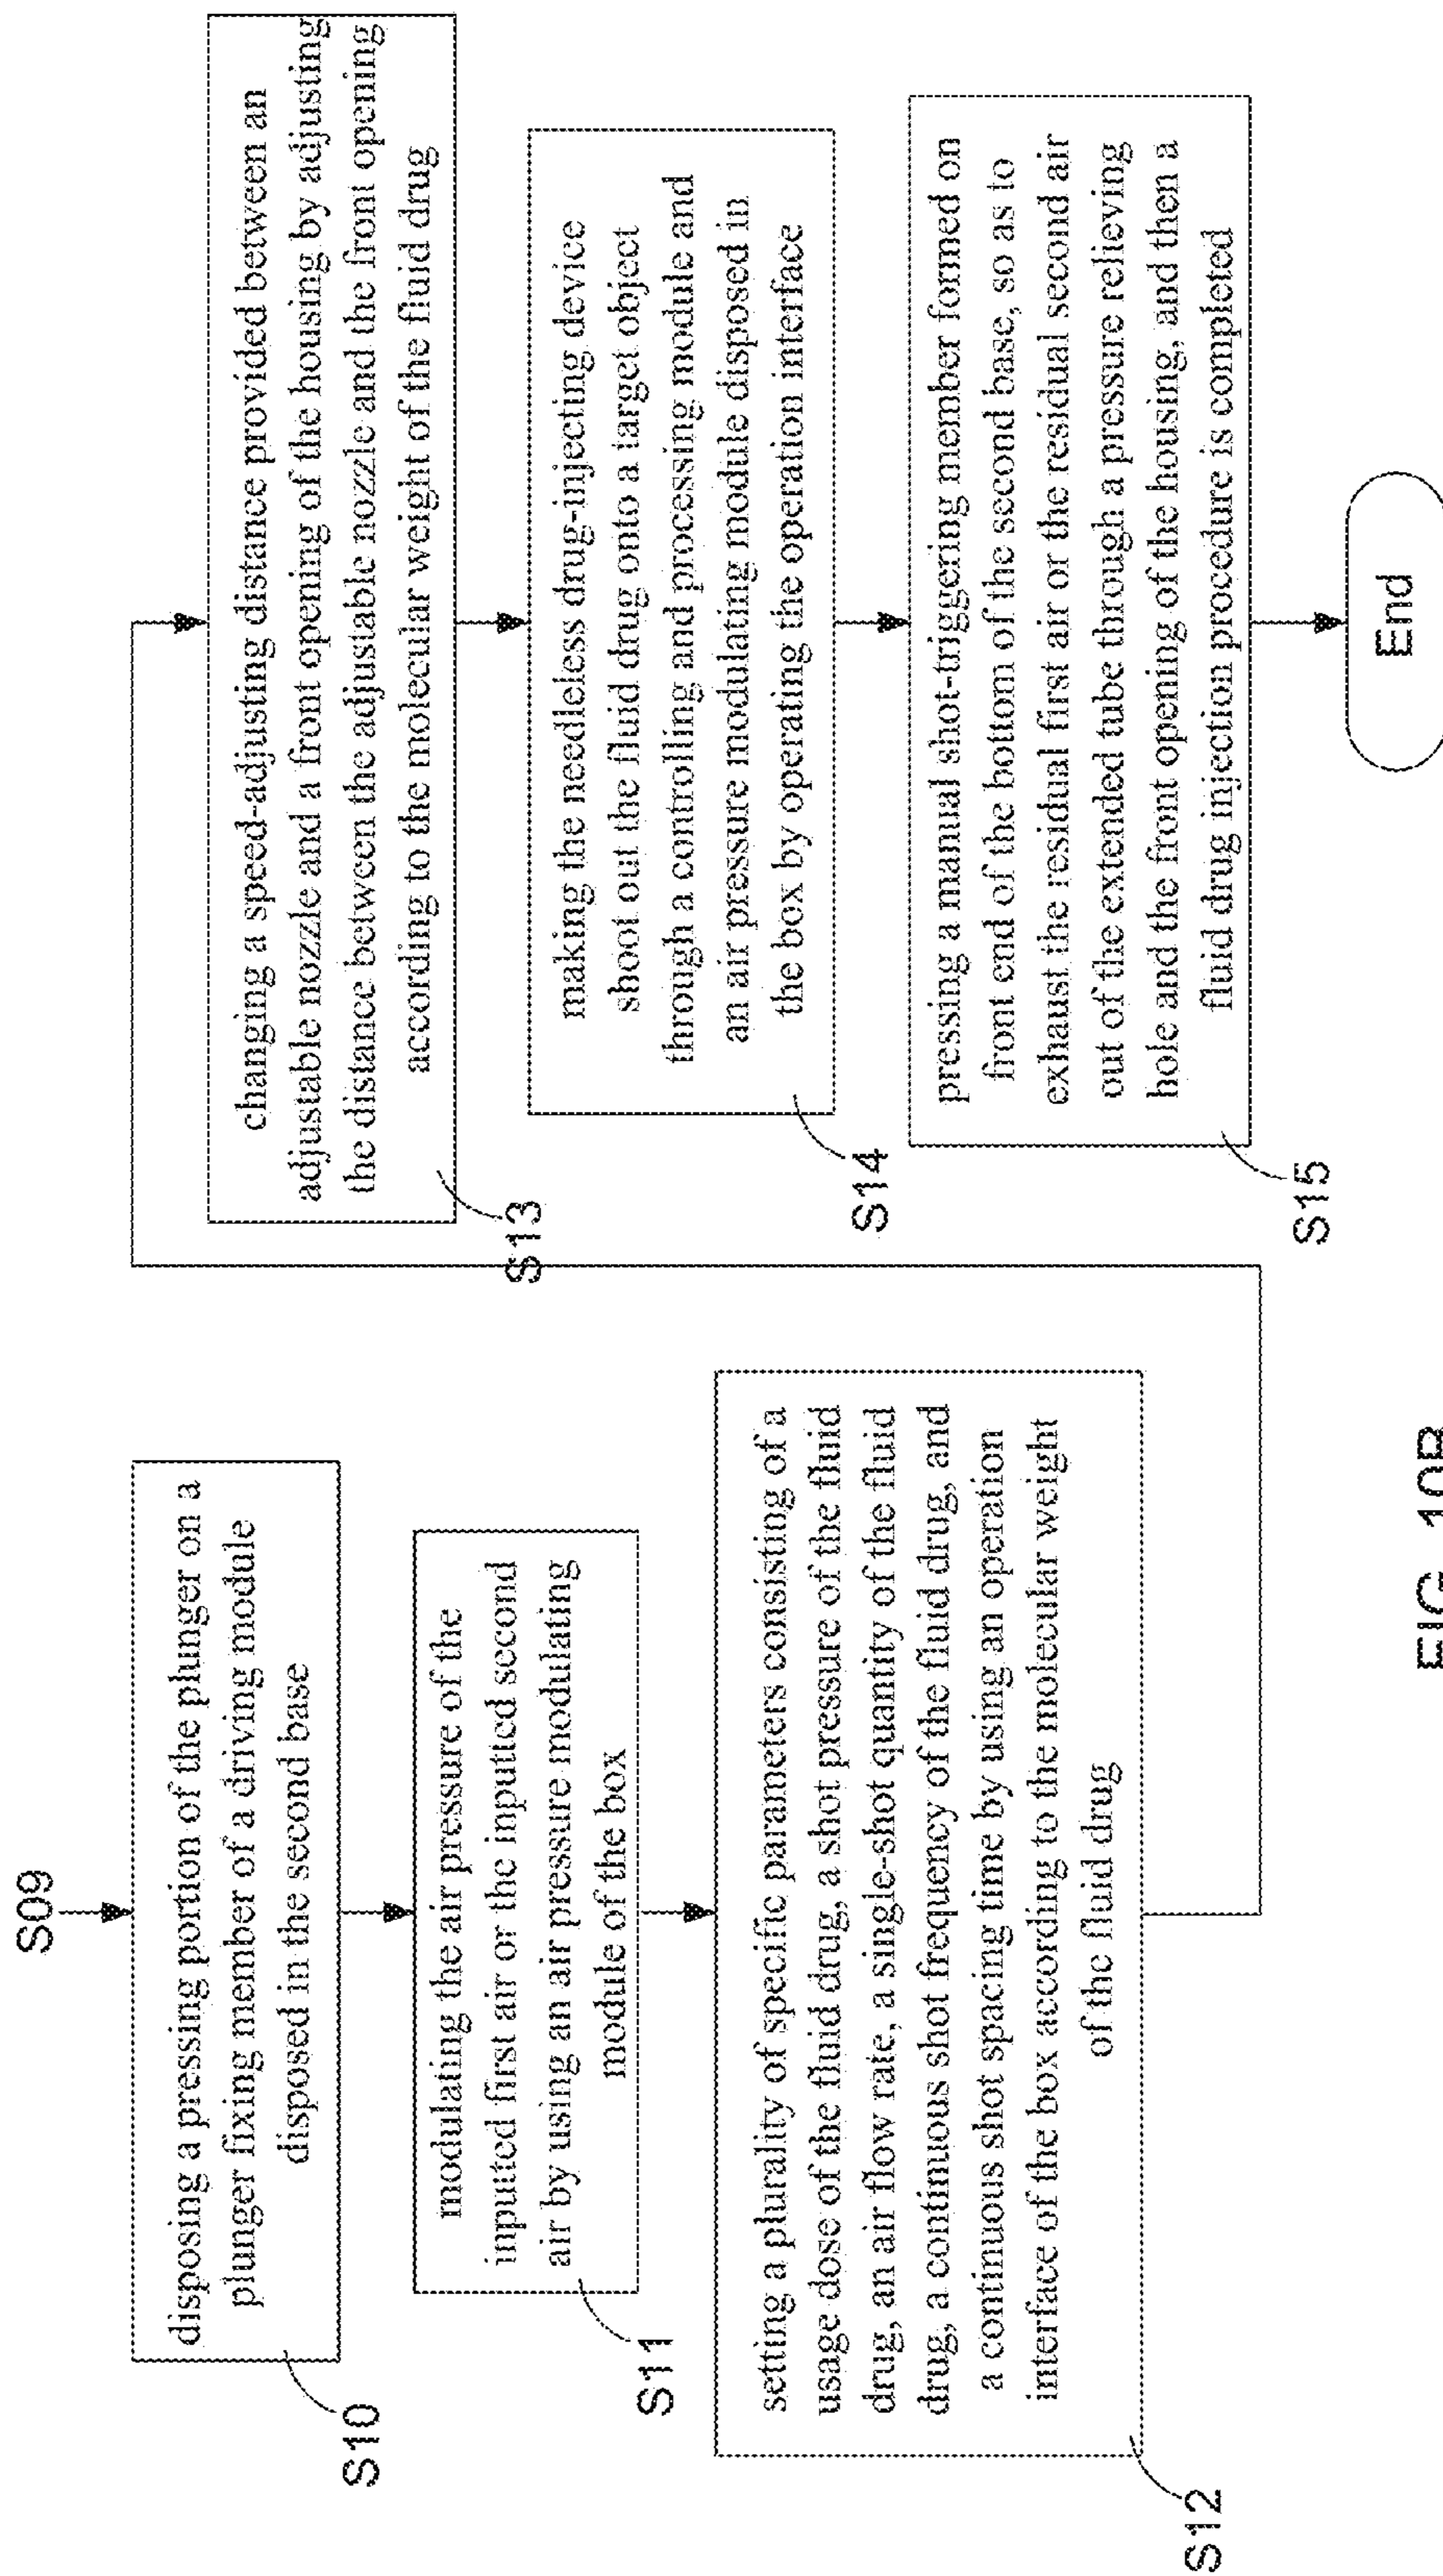 S09
disposing a pressing portion of the plunger on a
plunger fixing member of a driving module
disposed in the second base
S10
modulating the air pressure of the
inputted first air or the inputted second
air by using an air pressure modulating
module of the box
S11
setting a plurality of specific parameters consisting of a
usage dose of the fluid drug, a shot pressure of the fluid
drug, an air flow rate, a single-shot quantity of the fluid
drug, a continuous shot frequency of the fluid drug, and
a continuous shot spacing time by using an operation
interface of the box according to the molecular weight
of the fluid drug
S12
changing a speed-adjusting distance provided between an
adjustable nozzle and a front opening of the housing by adjusting
the distance between the adjustable nozzle and the front opening
according to the molecular weight of the fluid drug
S13
making the needleless drug-injecting device
shoot out the fluid drug onto a target object
through a controlling and processing module and
an air pressure modulating module disposed in
the box by operating the operation interface
S14
pressing a manual shot-triggering member formed on
front end of the bottom of the second base, so as to
exhaust the residual first air or the residual second air
out of the extended tube through a pressure relieving
hole and the front opening of the housing, and then a
fluid drug injection procedure is completed
S15
End
FIG. 10B